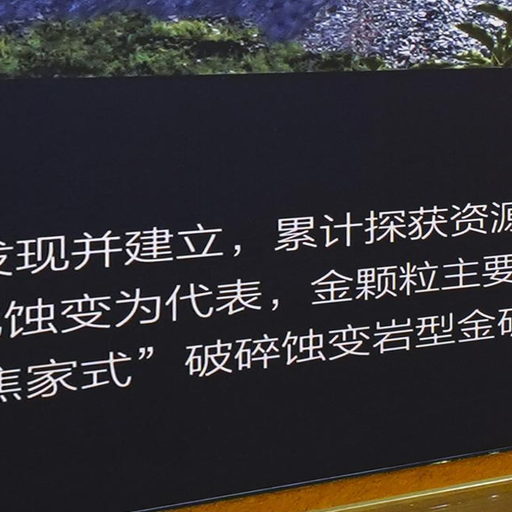 发现并建立，累计探获资源
蚀变为代表，金颗粒主要
焦家式”破碎蚀变岩型金矿